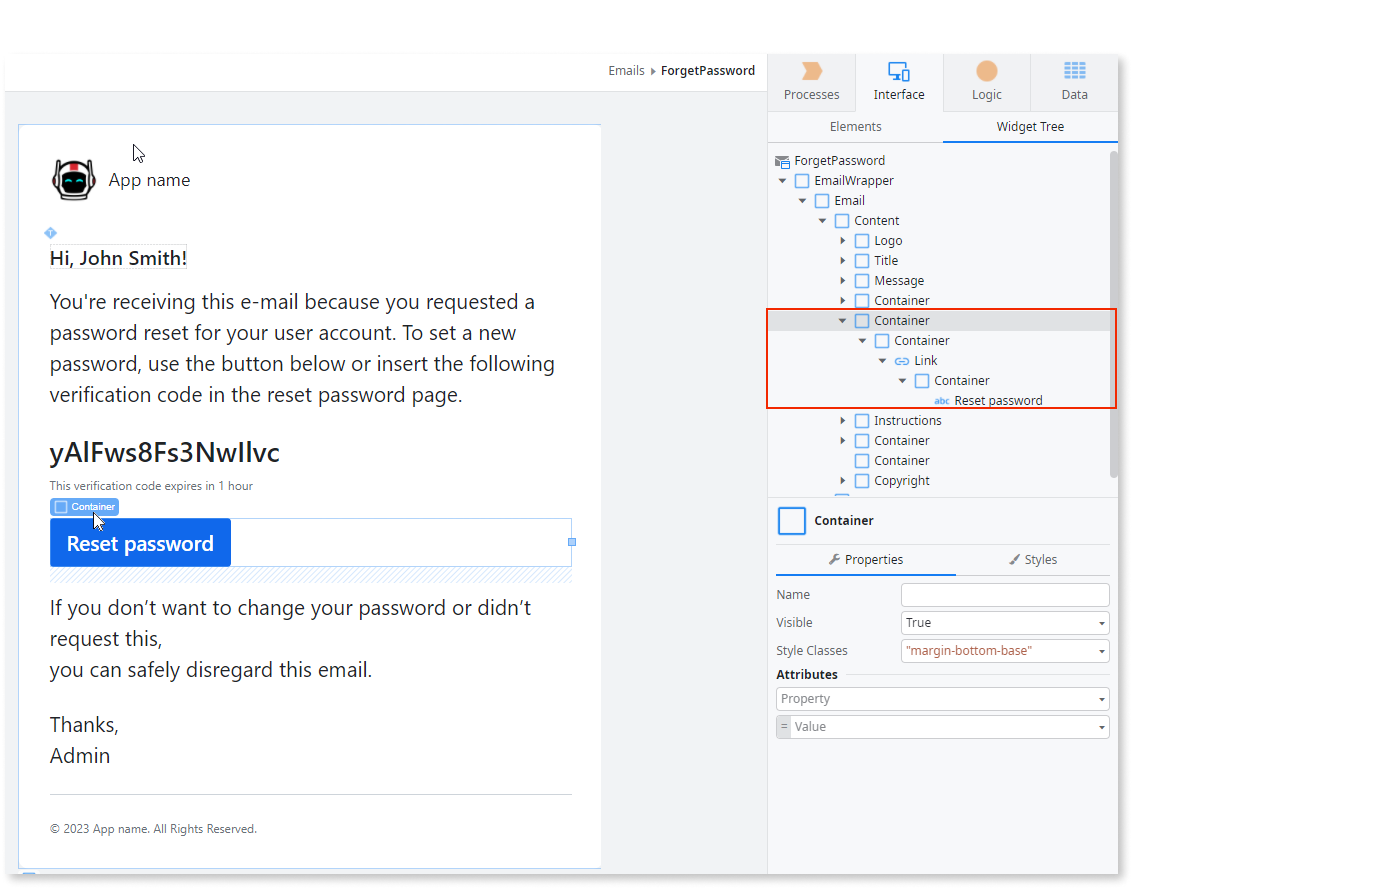 Emails ▸ ForgetPassword
App name
Hi, John Smith!
You're receiving this e-mail because you requested a
password reset for your user account. To set a new
password, use the button below or insert the following
verification code in the reset password page.
yAlFws8Fs3NwIlvc
This verification code expires in 1 hour
Container
Reset password
If you don’t want to change your password or didn’t
request this,
you can safely disregard this email.
Thanks,
Admin
© 2023 App name. All Rights Reserved.
Processes Interface Logic Data
Elements Widget Tree
ForgetPassword
EmailWrapper
Email
Content
Logo
Title
Message
Container
Container
Container
Link
Container
abc Reset password
Instructions
Container
Container
Copyright
Container
Properties Styles
Name
Visible True
Style Classes "margin-bottom-base"
Attributes
Property
= Value